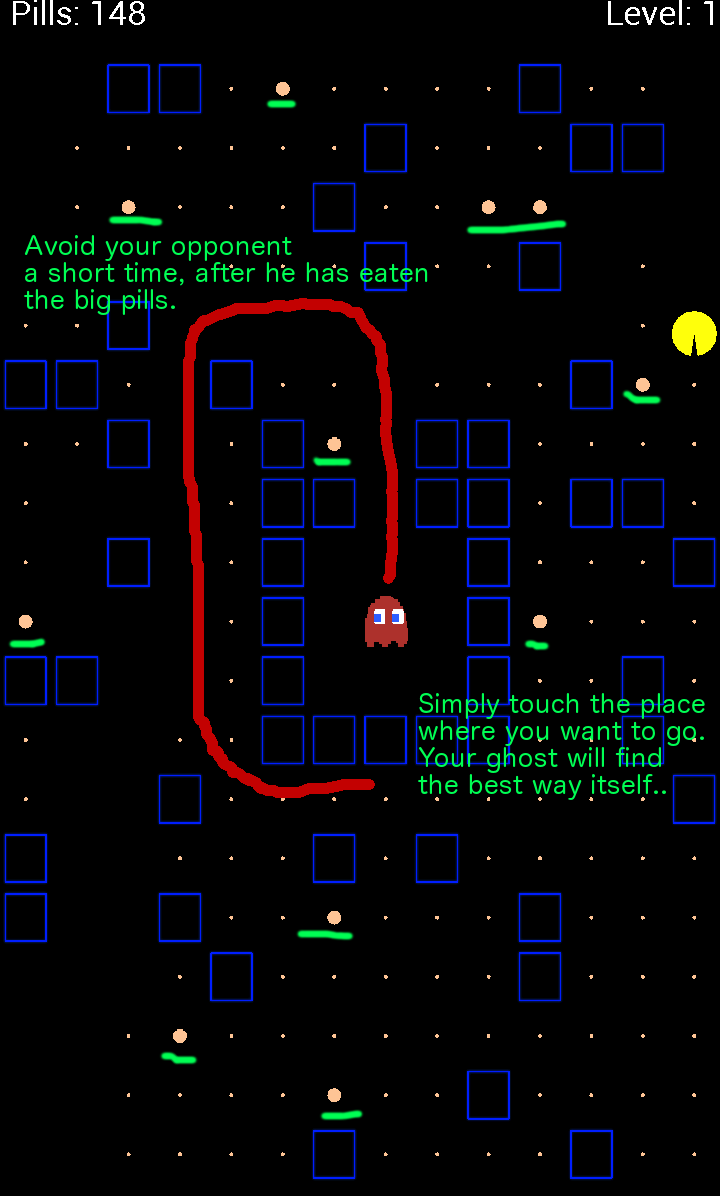 Pills: 148
Level: 1
Avoid your opponent
a short time, after he has eaten
the big pills.
Simply touch the place
where you want to go.
Your ghost will find
the best way itself..